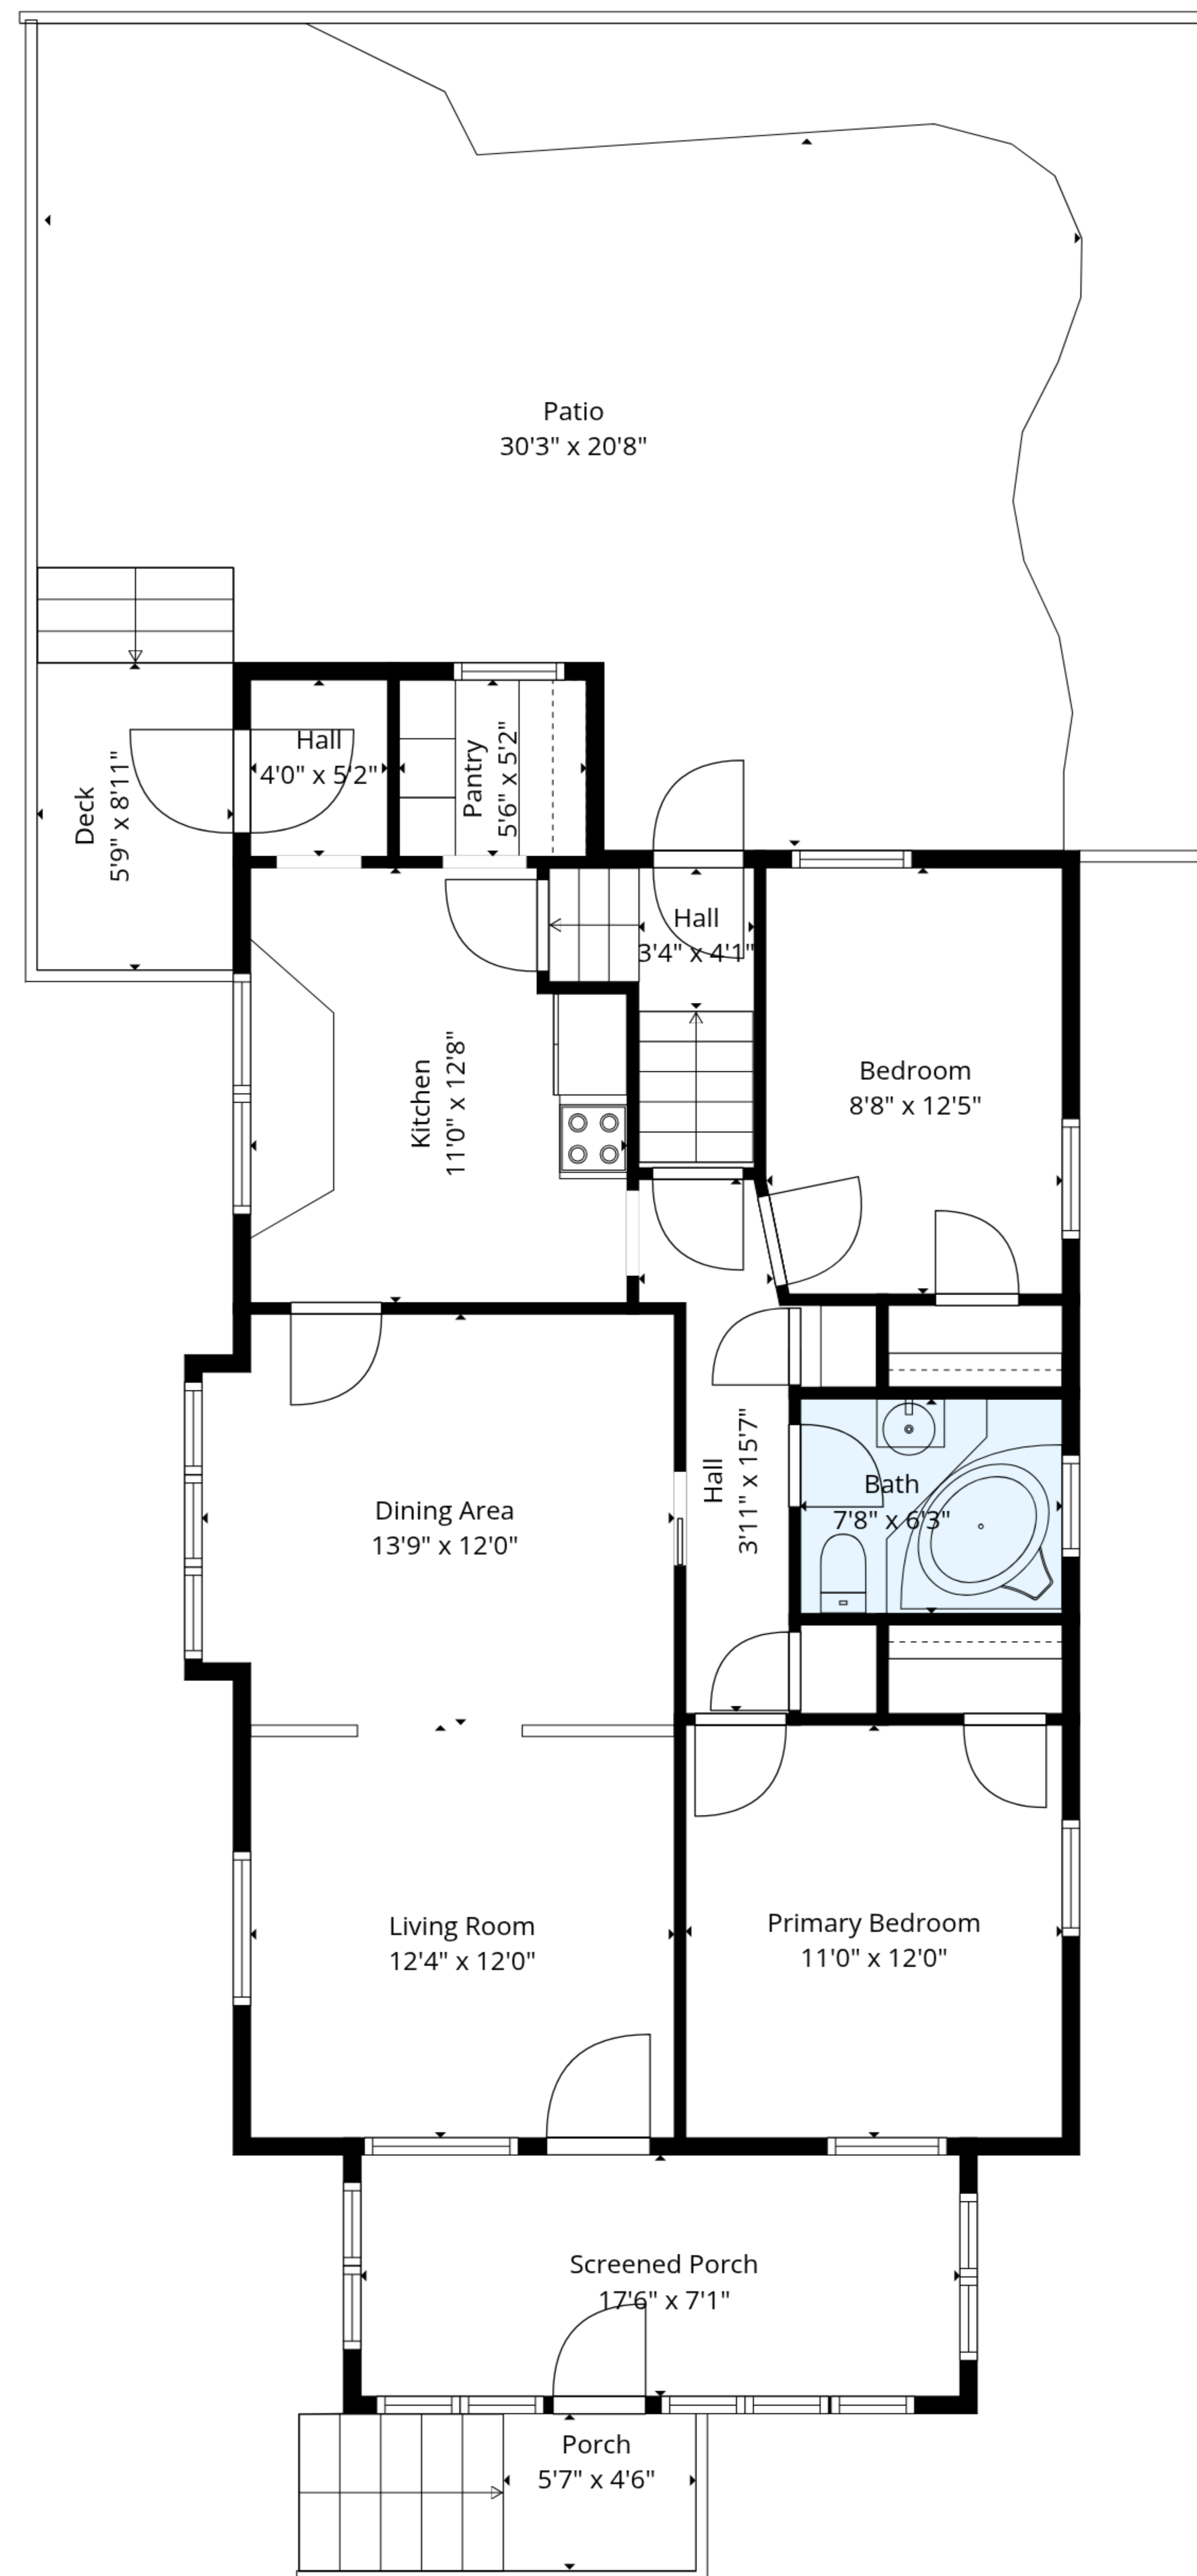 Patio
30'3" x 20'8"
Hall
4'0" x 5'2"
Pantry
5'6" x 5'2"
Deck
5'9" x 8'11"
Hall
3'4" x 4'1"
Bedroom
8'8" x 12'5"
Kitchen
11'0" x 12'8"
Hall
3'11" x 15'7"
Bath
7'8" x 6'3"
Dining Area
13'9" x 12'0"
Living Room
12'4" x 12'0"
Primary Bedroom
11'0" x 12'0"
Screened Porch
17'6" x 7'1"
Porch
5'7" x 4'6"